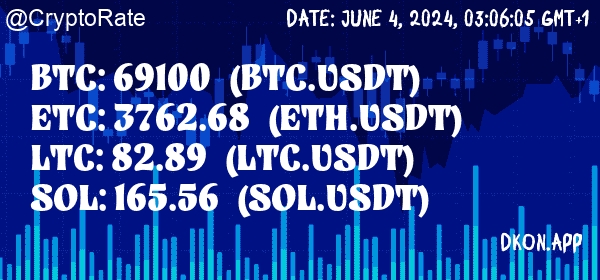 @CryptoRate
DATE: JUNE 4, 2024, 03:06:05 GMT+1
BTC: 69100 (BTC.USDT)
ETC: 3762.68 (ETH.USDT)
LTC: 82.89 (LTC.USDT)
SOL: 165.56 (SOL.USDT)
DKON.APP